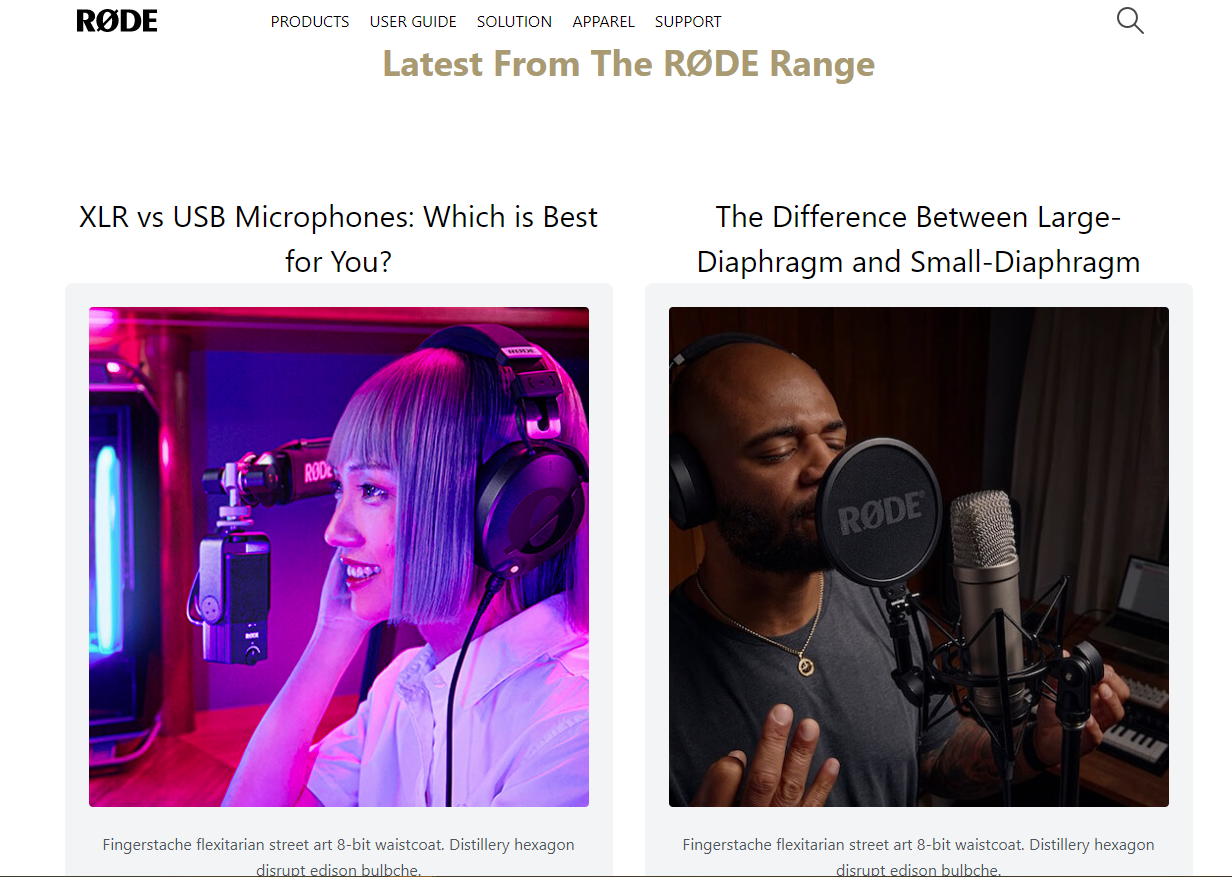 RØDE PRODUCTS USER GUIDE SOLUTION APPAREL SUPPORT
Latest From The RØDE Range
XLR vs USB Microphones: Which is Best
for You?
RØDE
RØDE
RØDE
Fingerstache flexitarian street art 8-bit waistcoat. Distillery hexagon
disrupt edison bulbche.
The Difference Between Large-
Diaphragm and Small-Diaphragm
RØDE
Fingerstache flexitarian street art 8-bit waistcoat. Distillery hexagon
disrupt edison bulbche.